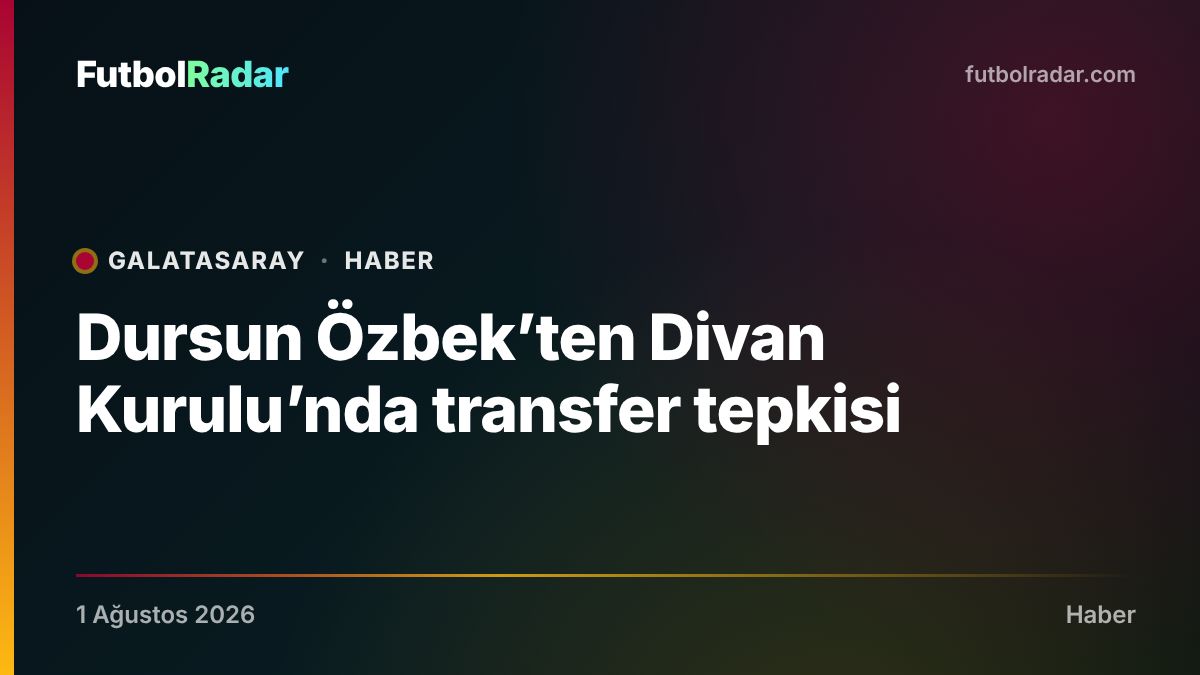 FutbolRadar
futbolradar.com
GALATASARAY · HABER
Dursun Özbek’ten Divan
Kurulu’nda transfer tepkisi
1 Ağustos 2026
Haber